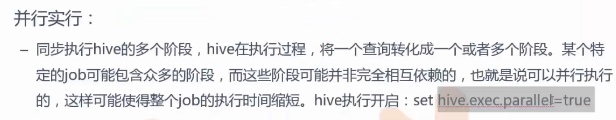 并行实行：
– 同步执行hive的多个阶段，hive在执行过程，将一个查询转化成一个或者多个阶段。某个特
定的job可能包含众多的阶段，而这些阶段可能并非完全相互依赖的，也就是说可以并行执行
的，这样可能使得整个job的执行时间缩短。hive执行开启：set hive.exec.parallel=true